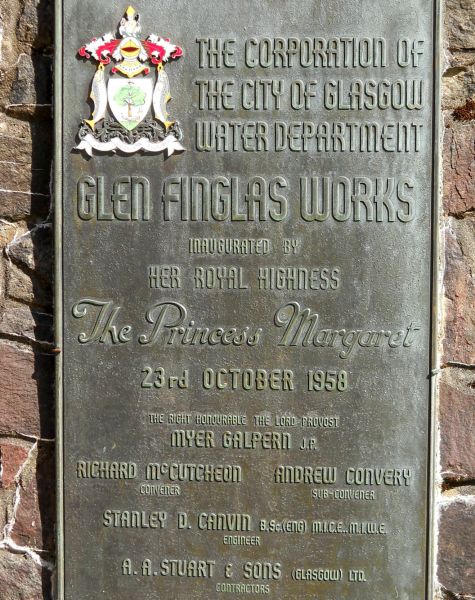 THE CORPORATION OF
THE CITY OF GLASGOW
WATER DEPARTMENT
GLEN FINGLAS WORKS
INAUGURATED BY
HER ROYAL HIGHNESS
The Princess Margaret
23rd OCTOBER 1958
THE RIGHT HONOURABLE THE LORD PROVOST
MYER GALPERN J.P.
RICHARD McCUTCHEON ANDREW CONVERY
CONVENER SUB-CONVENER
STANLEY D. CANVIN B.Sc.(ENG) M.I.C.E., M.I.W.E.
ENGINEER
A. A. STUART & SONS (GLASGOW) LTD.
CONTRACTORS